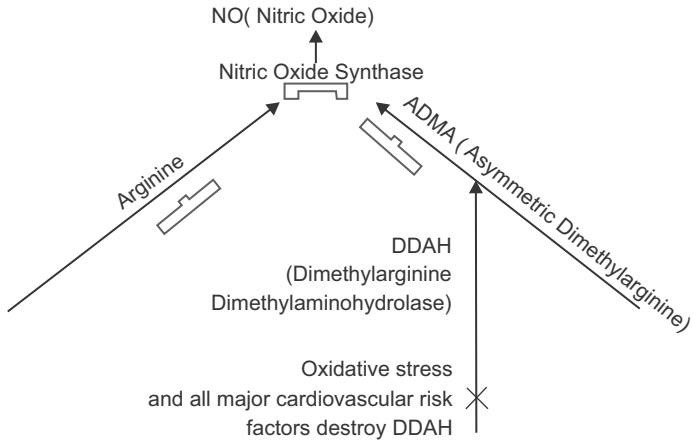 NO( Nitric Oxide)
Nitric Oxide Synthase
Arginine
ADMA ( Asymmetric Dimethylarginine)
DDAH
(Dimethylarginine
Dimethylaminohydrolase)
Oxidative stress
and all major cardiovascular risk
factors destroy DDAH